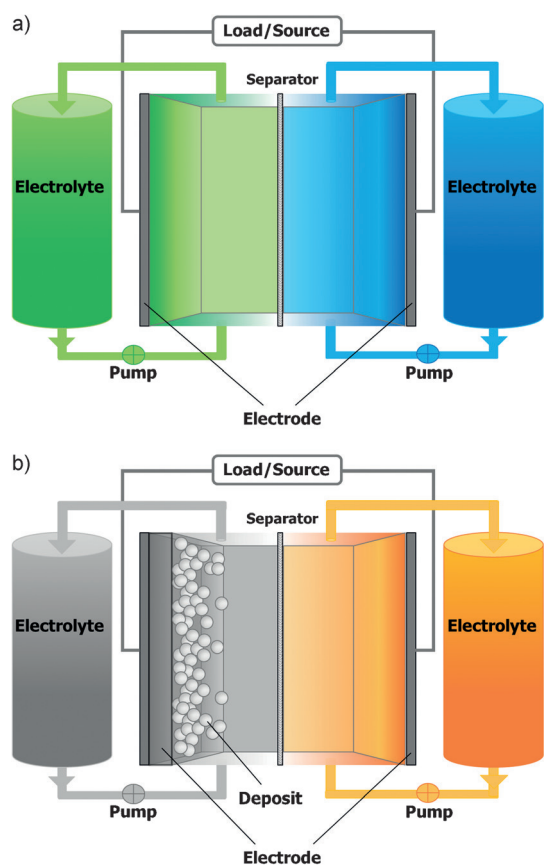 a)
Load/Source
Separator
Electrolyte
Electrolyte
Pump
Pump
Electrode
b)
Load/Source
Separator
Electrolyte
Electrolyte
Deposit
Pump
Pump
Electrode